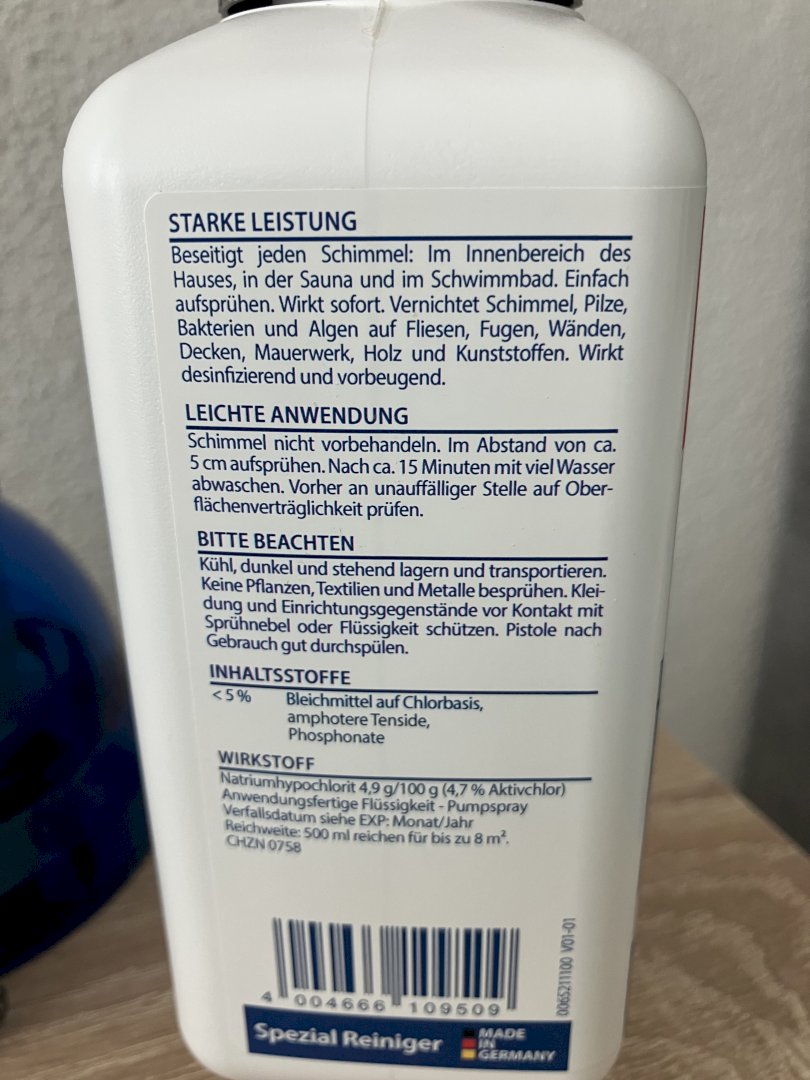 STARKE LEISTUNG
Beseitigt jeden Schimmel: Im Innenbereich des
Hauses, in der Sauna und im Schwimmbad. Einfach
aufsprühen. Wirkt sofort. Vernichtet Schimmel, Pilze,
Bakterien und Algen auf Fliesen, Fugen, Wänden,
Decken, Mauerwerk, Holz und Kunststoffen. Wirkt
desinfizierend und vorbeugend.
LEICHTE ANWENDUNG
Schimmel nicht vorbehandeln. Im Abstand von ca.
5 cm aufsprühen. Nach ca. 15 Minuten mit viel Wasser
abwaschen. Vorher an unauffälliger Stelle auf Ober-
flächenverträglichkeit prüfen.
BITTE BEACHTEN
Kühl, dunkel und stehend lagern und transportieren.
Keine Pflanzen, Textilien und Metalle besprühen. Klei-
dung und Einrichtungsgegenstände vor Kontakt mit
Sprühnebel oder Flüssigkeit schützen. Pistole nach
Gebrauch gut durchspülen.
INHALTSSTOFFE
< 5 % Bleichmittel auf Chlorbasis,
amphotere Tenside,
Phosphonate
WIRKSTOFF
Natriumhypochlorit 4,9 g/100 g (4,7 % Aktivchlor)
Anwendungsfertige Flüssigkeit - Pumpspray
Verfallsdatum siehe EXP: Monat/Jahr
Reichweite: 500 ml reichen für bis zu 8 m².
CHZN 0758
4 004666 109509
0065211100 V01-01
Spezial Reiniger
MADE
IN
GERMANY